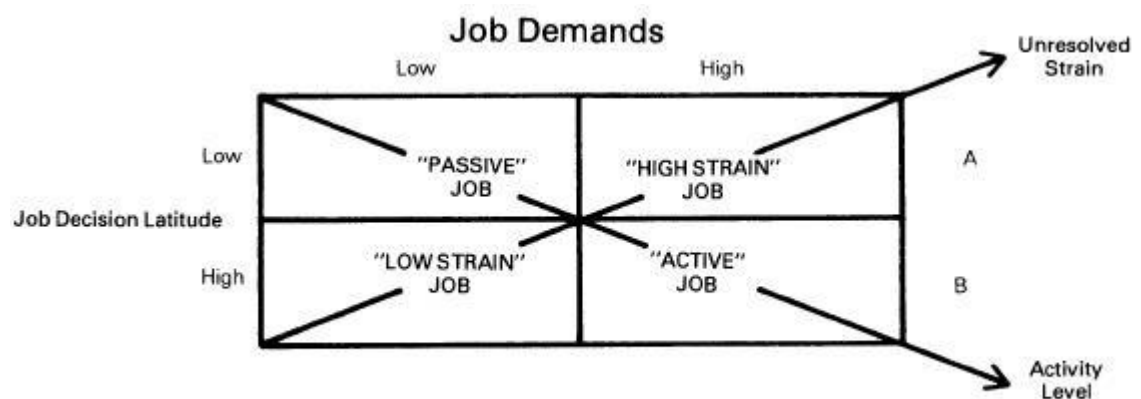 Job Demands
Low
High
Unresolved
Strain
Low
"PASSIVE"
JOB
"HIGH STRAIN"
JOB
A
Job Decision Latitude
High
"LOW STRAIN"
JOB
"ACTIVE"
JOB
B
Activity
Level